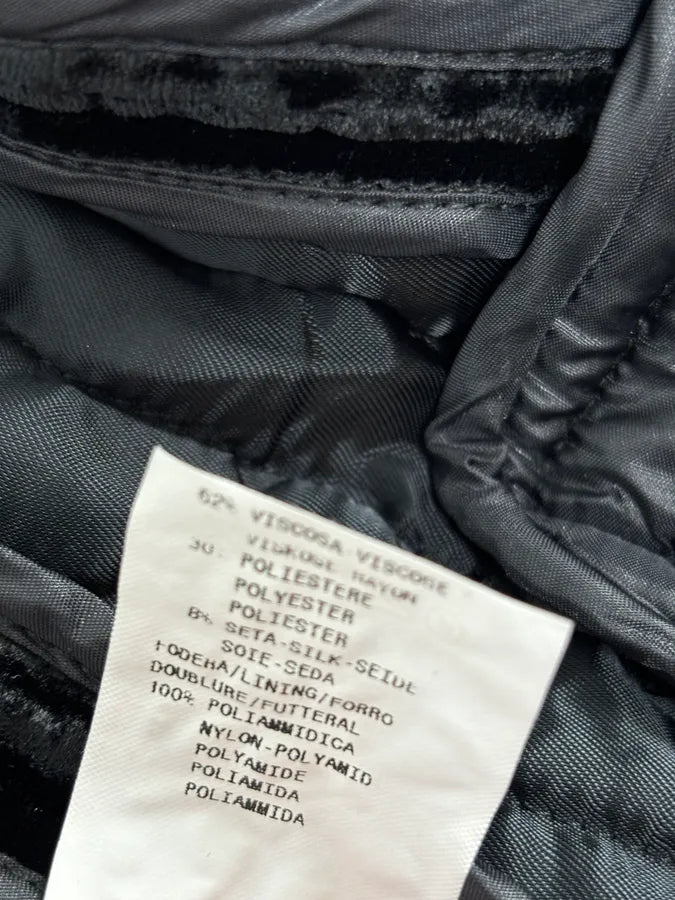 62% VISCOSA VISCOSE
VISKOSE RAYON
30% POLIESTERE
POLYESTER
POLIESTER
8% SETA-SILK-SEIDE
SOIE-SEDA
FODERA/LINING/FORRO
DOUBLURE/FUTTERAL
100% POLIAMMIDICA
NYLON-POLYAMID
POLYAMIDE
POLIAMIDA
POLIAMMIDA